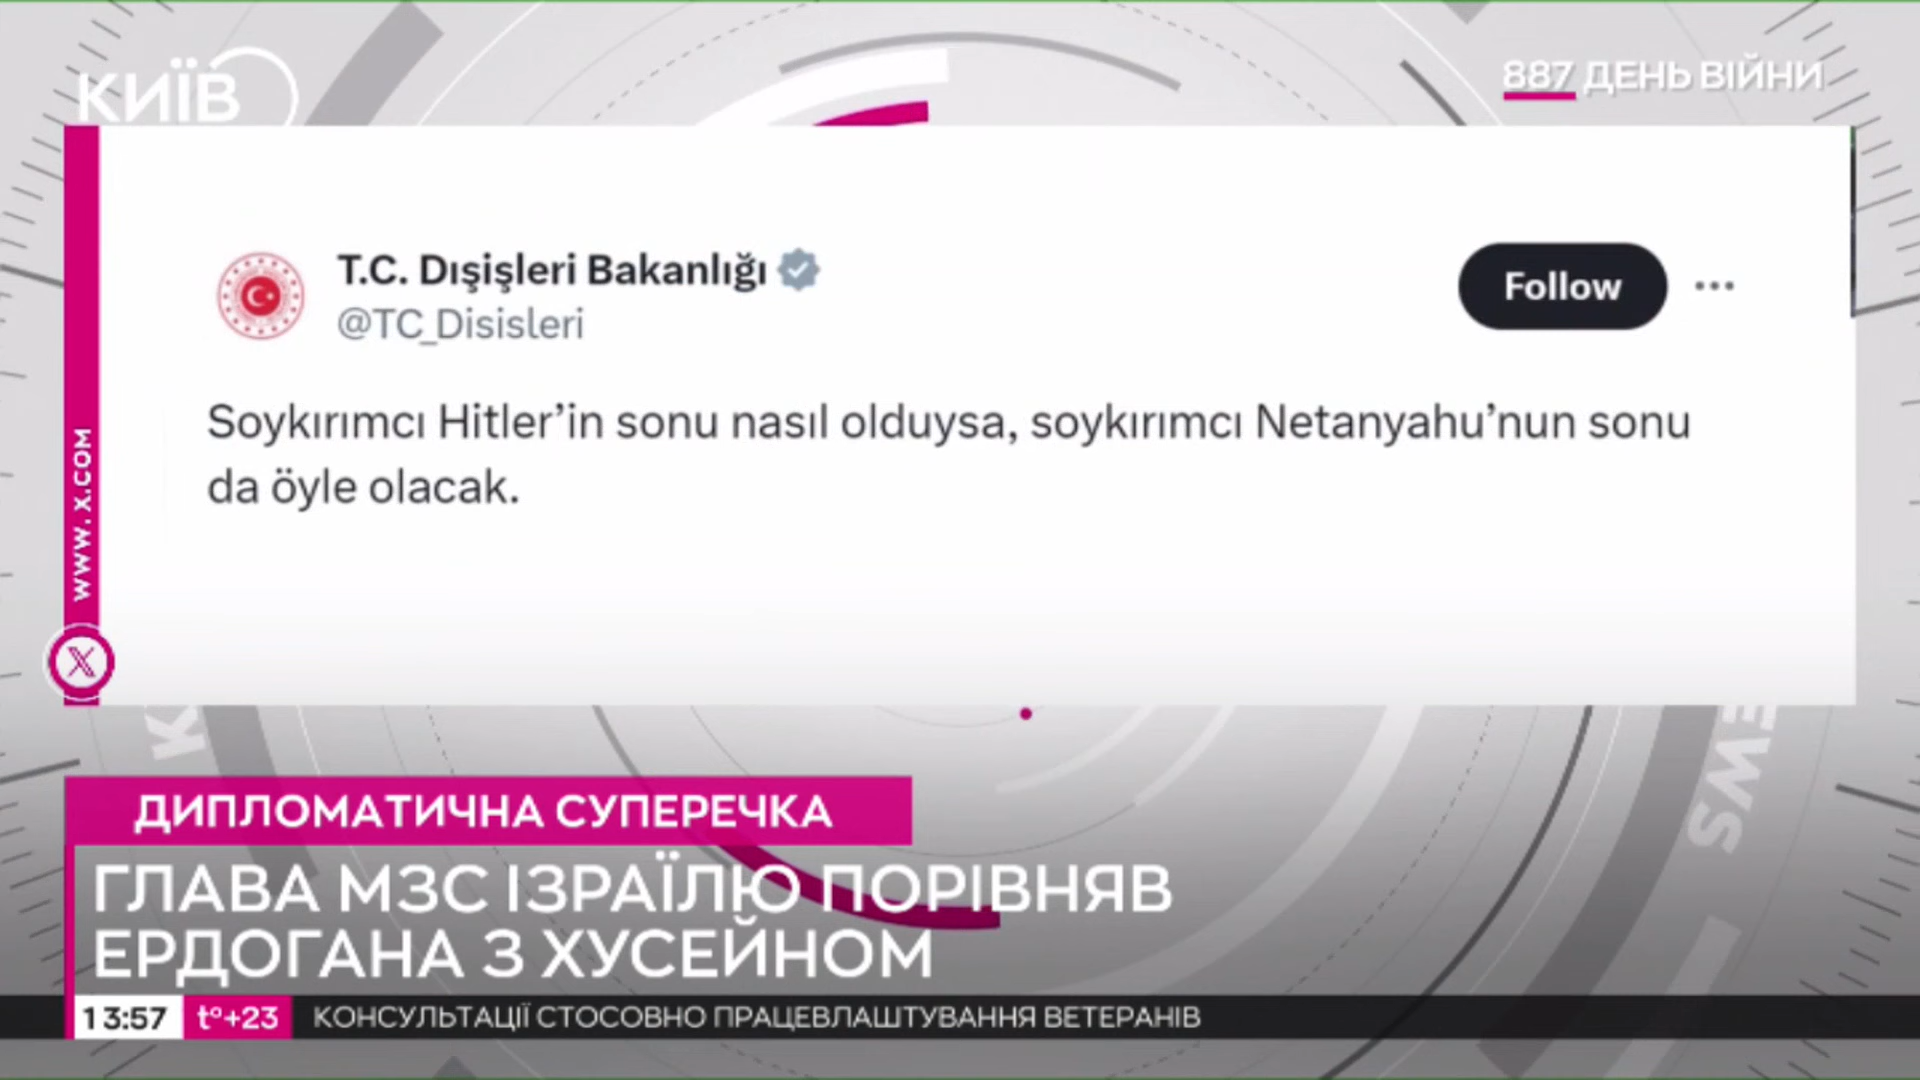 КИЇВ
887 ДЕНЬ ВІЙНИ
T.C. Dışişleri Bakanlığı
@TC_Disisleri
Follow
Soykırımcı Hitler’in sonu nasıl olduysa, soykırımcı Netanyahu’nun sonu
da öyle olacak.
WWW.X.COM
EWS
ДИПЛОМАТИЧНА СУПЕРЕЧКА
ГЛАВА МЗС ІЗРАЇЛЮ ПОРІВНЯВ
ЕРДОГАНА З ХУСЕЙНОМ
13:57 t°+23 КОНСУЛЬТАЦІЇ СТОСОВНО ПРАЦЕВЛАШТУВАННЯ ВЕТЕРАНІВ